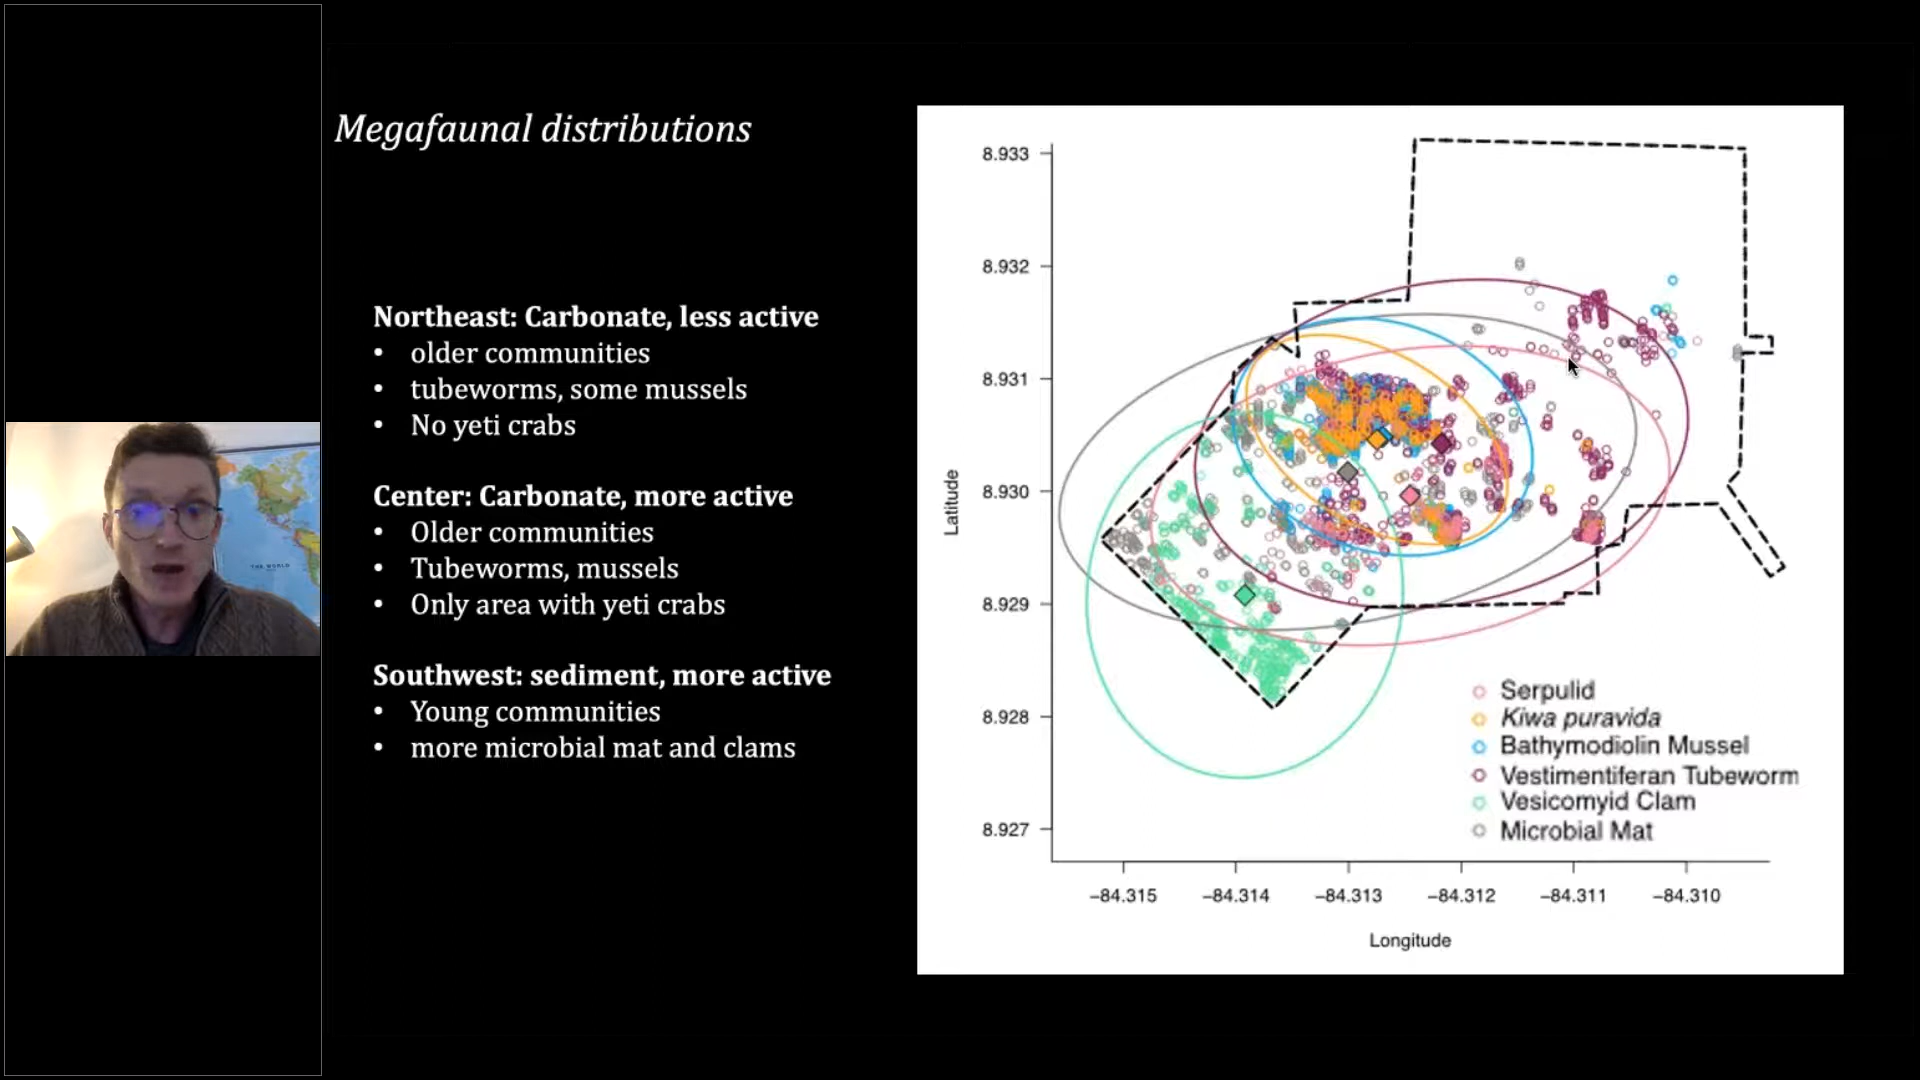 Megafaunal distributions
Northeast: Carbonate, less active
• older communities
• tubeworms, some mussels
• No yeti crabs
Center: Carbonate, more active
• Older communities
• Tubeworms, mussels
• Only area with yeti crabs
Southwest: sediment, more active
• Young communities
• more microbial mat and clams
8.933
8.932
8.931
8.930
8.929
8.928
8.927
Latitude
Serpulid
Kiwa puravida
Bathymodiolin Mussel
Vestimentiferan Tubeworm
Vesicomyid Clam
Microbial Mat
−84.315 −84.314 −84.313 −84.312 −84.311 −84.310
Longitude
THE WORLD